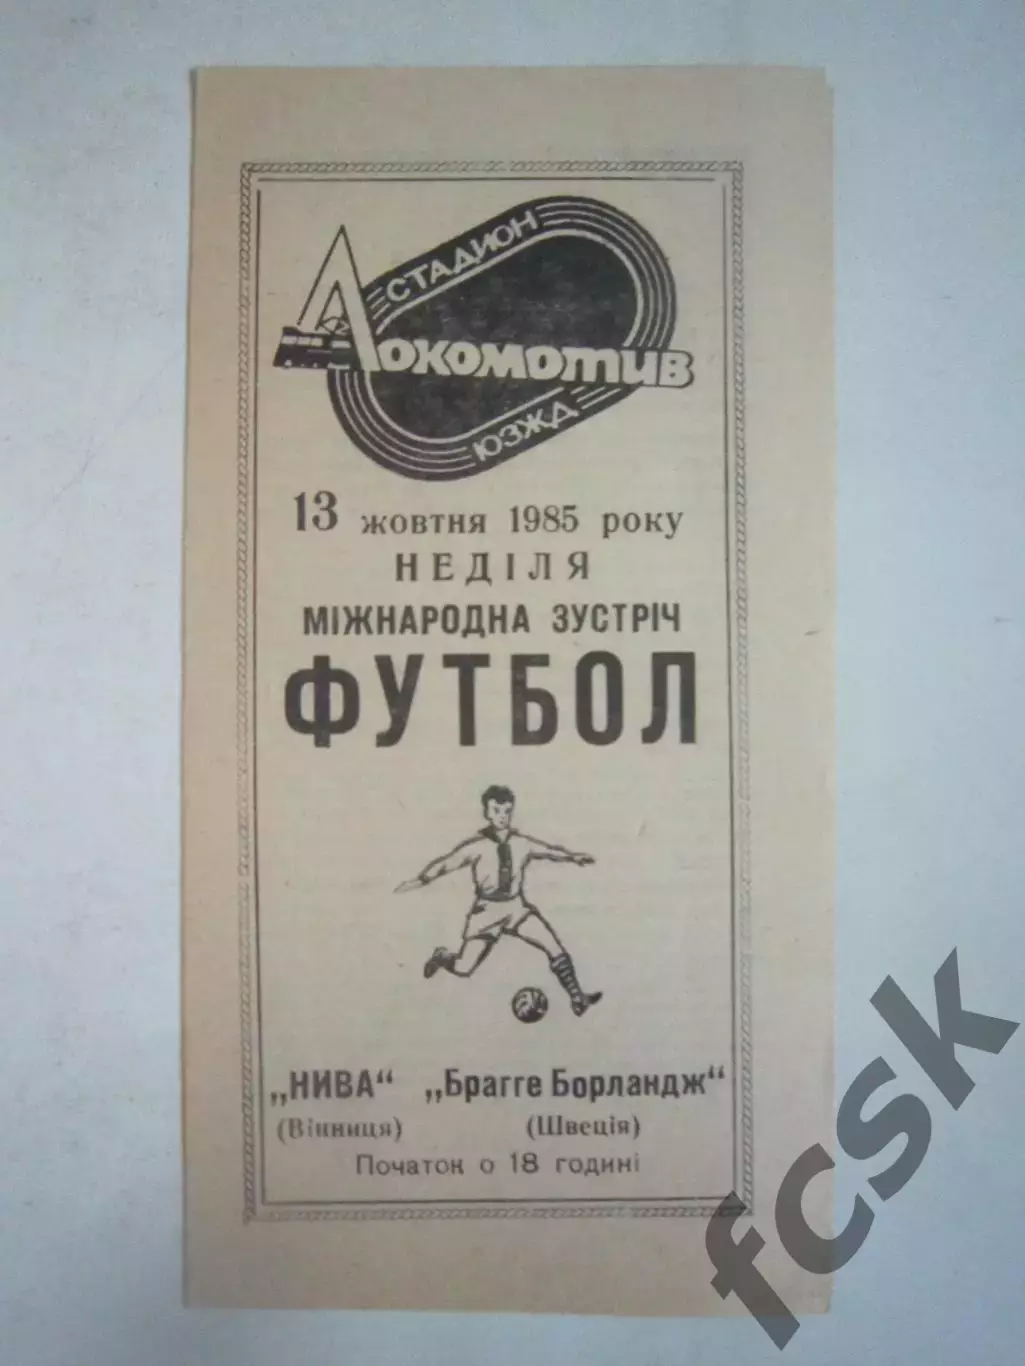 СТАДИОН
Локомотив
ЮЗЖД
13 жовтня 1985 року
НЕДІЛЯ
МІЖНАРОДНА ЗУСТРІЧ
ФУТБОЛ
„НИВА“ „Брагге Борландж“
(Вінниця) (Швеція)
Початок о 18 годині
fcsk